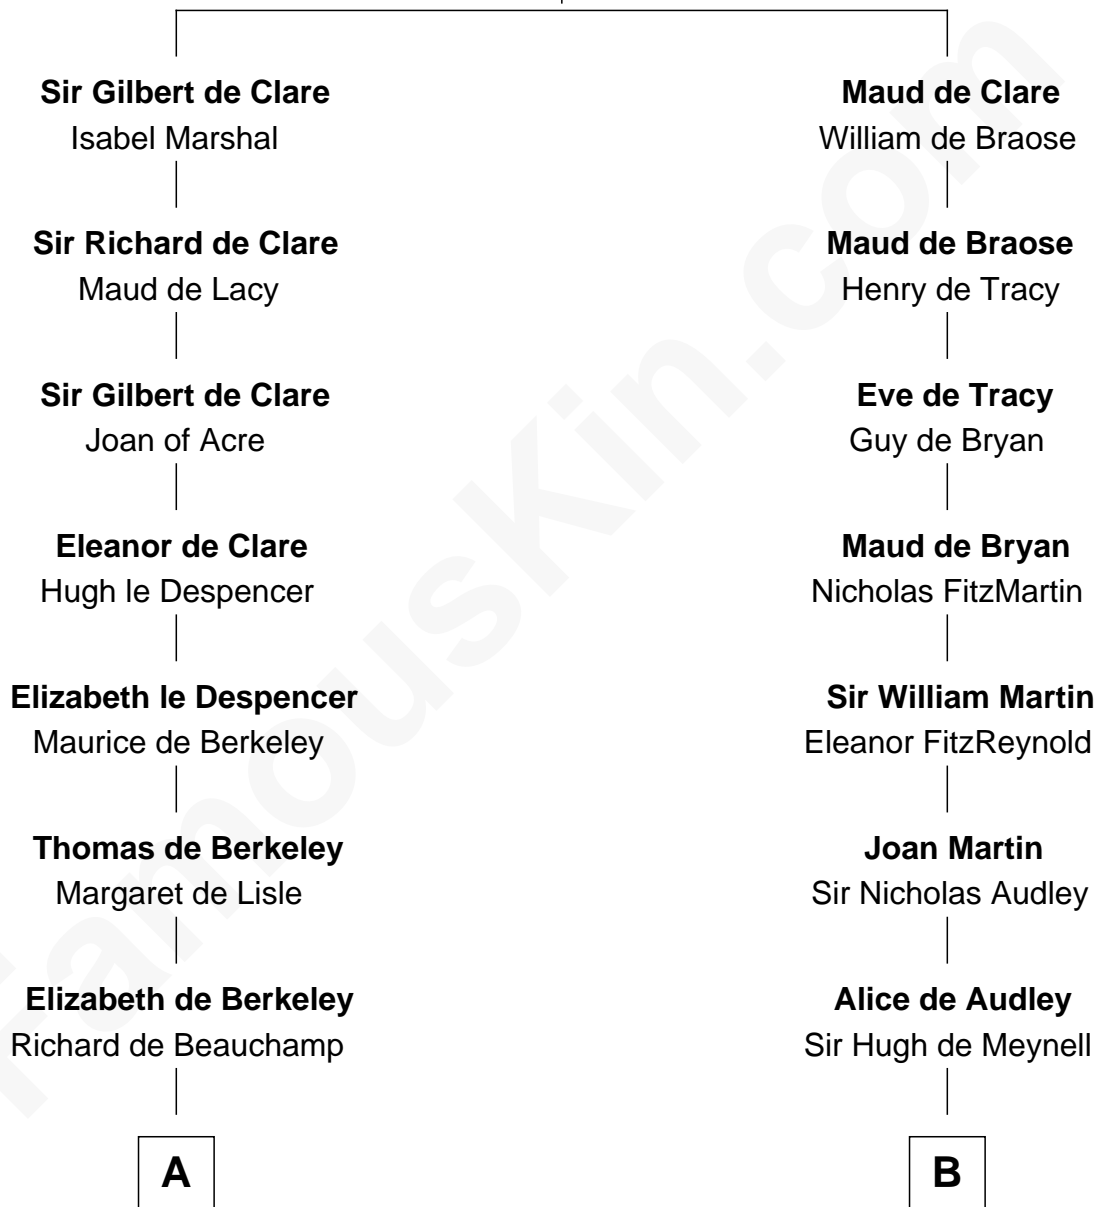 Sir Gilbert de Clare
Isabel Marshal
Sir Richard de Clare
Maud de Lacy
Sir Gilbert de Clare
Joan of Acre
Eleanor de Clare
Hugh le Despencer
Elizabeth le Despencer
Maurice de Berkeley
Thomas de Berkeley
Margaret de Lisle
Elizabeth de Berkeley
Richard de Beauchamp
A
Maud de Clare
William de Braose
Maud de Braose
Henry de Tracy
Eve de Tracy
Guy de Bryan
Maud de Bryan
Nicholas FitzMartin
Sir William Martin
Eleanor FitzReynold
Joan Martin
Sir Nicholas Audley
Alice de Audley
Sir Hugh de Meynell
B
FamousKin.com